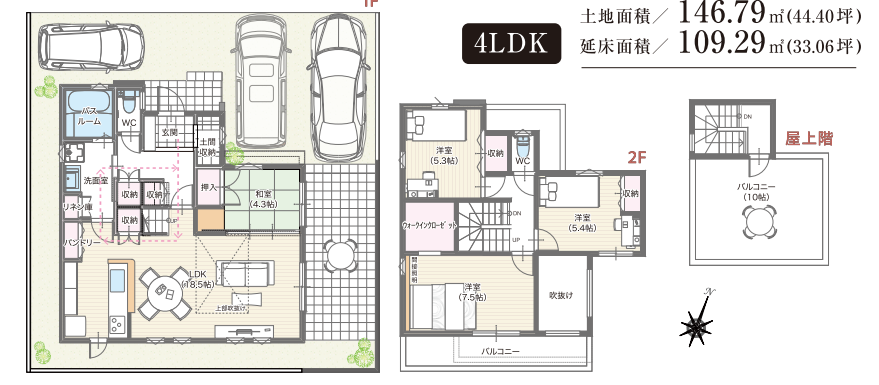 1F
土地面積／146.79㎡(44.40坪)
4LDK
延床面積／109.29㎡(33.06坪)
バス
ルーム
WC
玄関
土間
収納
洗面室
押入
和室
(4.3帖)
リネン庫
収納
収納
収納
UP
パントリー
LDK
(18.5帖)
上部吹抜け
2F
洋室
(5.3帖)
収納
WC
洋室
(5.4帖)
収納
ウォークインクローゼット
DN
UP
間接照明
洋室
(7.5帖)
吹抜け
バルコニー
屋上階
DN
バルコニー
(10帖)
N